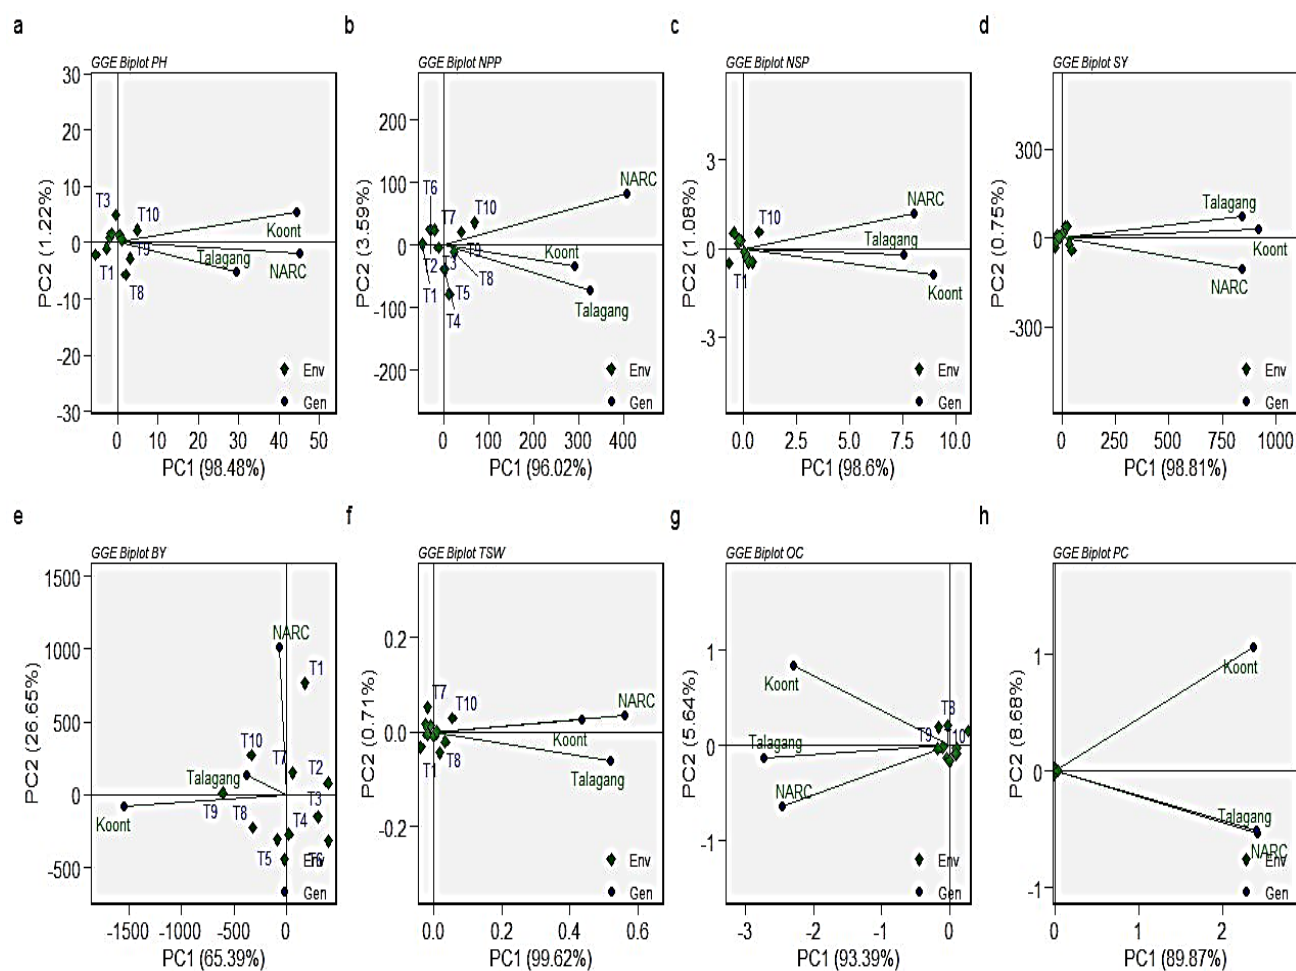 a
GGE Biplot PH
PC2 (1.22%)
30
20
10
0
-10
-20
-30
T3
T10
T9
T1
T8
Koont
Talagang
NARC
Env
Gen
0 10 20 30 40 50
PC1 (98.48%)
b
GGE Biplot NPP
PC2 (3.59%)
200
100
0
-100
-200
T6
T7
T10
T9
T2
T3
T8
T1
T5
T4
NARC
Koont
Talagang
Env
Gen
0 100 200 300 400
PC1 (96.02%)
c
GGE Biplot NSP
PC2 (1.08%)
3
0
-3
T10
T1
NARC
Talagang
Koont
Env
Gen
0.0 2.5 5.0 7.5 10.0
PC1 (98.6%)
d
GGE Biplot SY
PC2 (0.75%)
300
0
-300
Talagang
Koont
NARC
Env
Gen
0 250 500 750 1000
PC1 (98.81%)
e
GGE Biplot BY
PC2 (26.65%)
1500
1000
500
0
-500
NARC
T1
T10
T7
T2
Talagang
T3
T9
T8
T4
Koont
T5
T6
Env
Gen
-1500 -500 0
PC1 (65.39%)
f
GGE Biplot TSW
PC2 (0.71%)
0.2
0.0
-0.2
T7
T10
T1
T8
NARC
Koont
Talagang
Env
Gen
0.0 0.2 0.4 0.6
PC1 (99.62%)
g
GGE Biplot OC
PC2 (5.64%)
1
0
-1
Koont
T9
10
Talagang
NARC
Env
Gen
-3 -2 -1 0
PC1 (93.39%)
h
GGE Biplot PC
PC2 (8.68%)
1
0
-1
Koont
Talagang
NARC
Env
Gen
0 1 2
PC1 (89.87%)